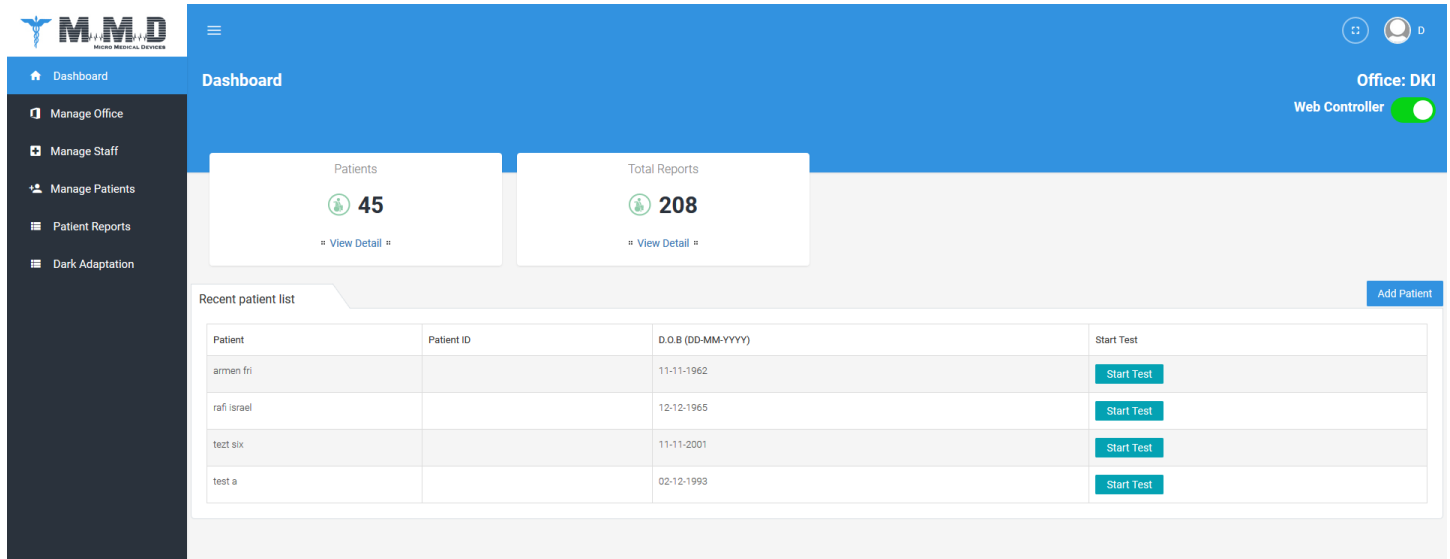 M.M.D
MICRO MEDICAL DEVICES
D
Dashboard
Manage Office
Manage Staff
Manage Patients
Patient Reports
Dark Adaptation
Dashboard
Office: DKI
Web Controller
Patients
45
View Detail
Total Reports
208
View Detail
Recent patient list
Add Patient
Patient Patient ID D.O.B (DD-MM-YYYY) Start Test
armen fri 11-11-1962 Start Test
rafi israel 12-12-1965 Start Test
tezt six 11-11-2001 Start Test
test a 02-12-1993 Start Test